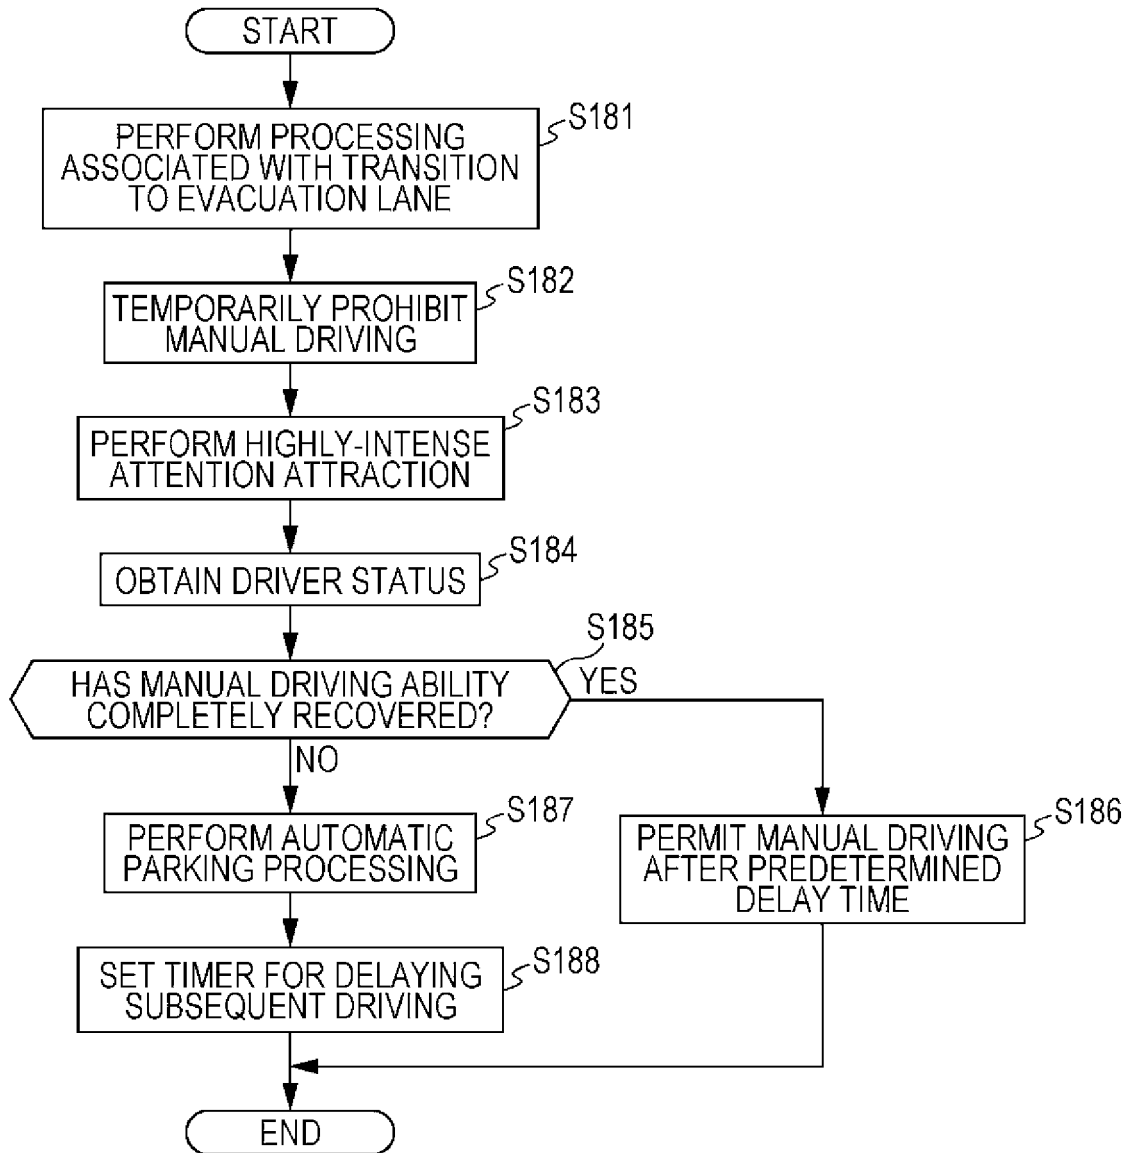 START
S181
PERFORM PROCESSING
ASSOCIATED WITH TRANSITION
TO EVACUATION LANE
S182
TEMPORARILY PROHIBIT
MANUAL DRIVING
S183
PERFORM HIGHLY-INTENSE
ATTENTION ATTRACTION
S184
OBTAIN DRIVER STATUS
S185
HAS MANUAL DRIVING ABILITY
COMPLETELY RECOVERED?
YES
NO
S187
PERFORM AUTOMATIC
PARKING PROCESSING
S186
PERMIT MANUAL DRIVING
AFTER PREDETERMINED
DELAY TIME
S188
SET TIMER FOR DELAYING
SUBSEQUENT DRIVING
END